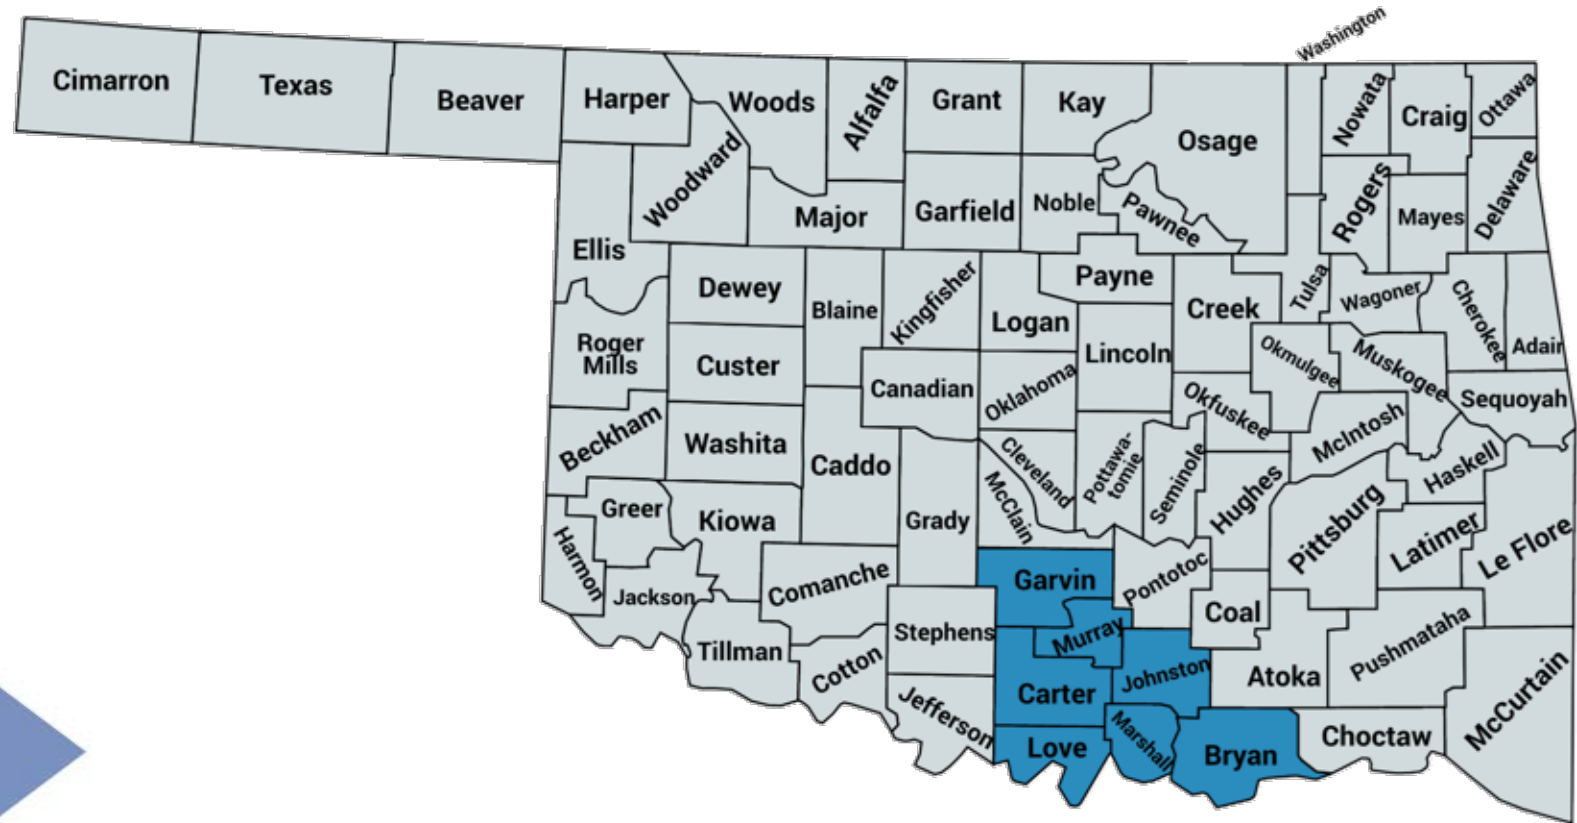 Washington
Cimarron
Texas
Beaver
Harper
Woods
Alfalfa
Grant
Kay
Osage
Nowata
Craig
Ottawa
Woodward
Major
Garfield
Noble
Pawnee
Rogers
Mayes
Delaware
Ellis
Dewey
Blaine
Kingfisher
Logan
Payne
Creek
Tulsa
Wagoner
Cherokee
Adair
Roger
Mills
Custer
Canadian
Oklahoma
Lincoln
Okmulgee
Muskogee
Sequoyah
Beckham
Washita
Caddo
Grady
McClain
Cleveland
Pottawa-
tomie
Seminole
Okfuskee
Hughes
McIntosh
Haskell
Pittsburg
Latimer
Le Flore
Greer
Kiowa
Harmon
Jackson
Comanche
Tillman
Cotton
Stephens
Jefferson
Garvin
Murray
Carter
Love
Marshall
Johnston
Bryan
Pontotoc
Coal
Atoka
Pushmataha
Choctaw
McCurtain